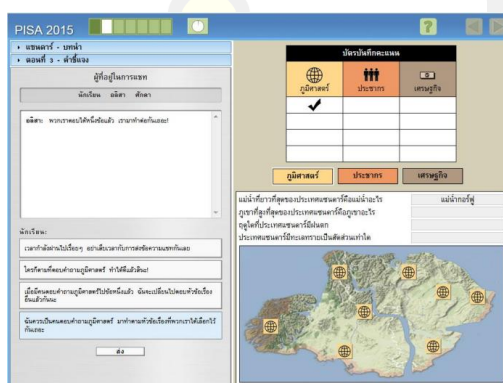 PISA 2015
?
แซนดาร์ - บทนำ
ตอนที่ 3 - คำชี้แจง
ผู้ที่อยู่ในการแชท
นักเรียน อลิสา ศักดา
อลิสา: พวกเราตอบได้หนึ่งข้อแล้ว เรามาทำต่อกันเถอะ!
นักเรียน:
เวลากำลังผ่านไปเรื่อยๆ อย่าเสียเวลากับการส่งข้อความแชทกันเลย
ใครก็ตามที่ตอบคำถามภูมิศาสตร์ ทำได้ดีแล้วล่ะ!
เมื่อมีคนตอบคำถามภูมิศาสตร์ไปข้อหนึ่งแล้ว ฉันจะเปลี่ยนไปตอบหัวข้อเรื่อง
อื่นแล้วกันนะ
ฉันควรเป็นคนตอบคำถามภูมิศาสตร์ มาทำตามหัวข้อเรื่องที่พวกเราได้เลือกไว้
กันเถอะ
ส่ง
บัตรบันทึกคะแนน
ภูมิศาสตร์ ประชากร เศรษฐกิจ
ภูมิศาสตร์ ประชากร เศรษฐกิจ
แม่น้ำที่ยาวที่สุดของประเทศแซนดาร์คือแม่น้ำอะไร แม่น้ำกอร์ฟู
ภูเขาที่สูงที่สุดของประเทศแซนดาร์คือภูเขาอะไร
ฤดูใดที่ประเทศแซนดาร์มีฝนตก
ประเทศแซนดาร์มีทะเลทรายเป็นสัดส่วนเท่าใด